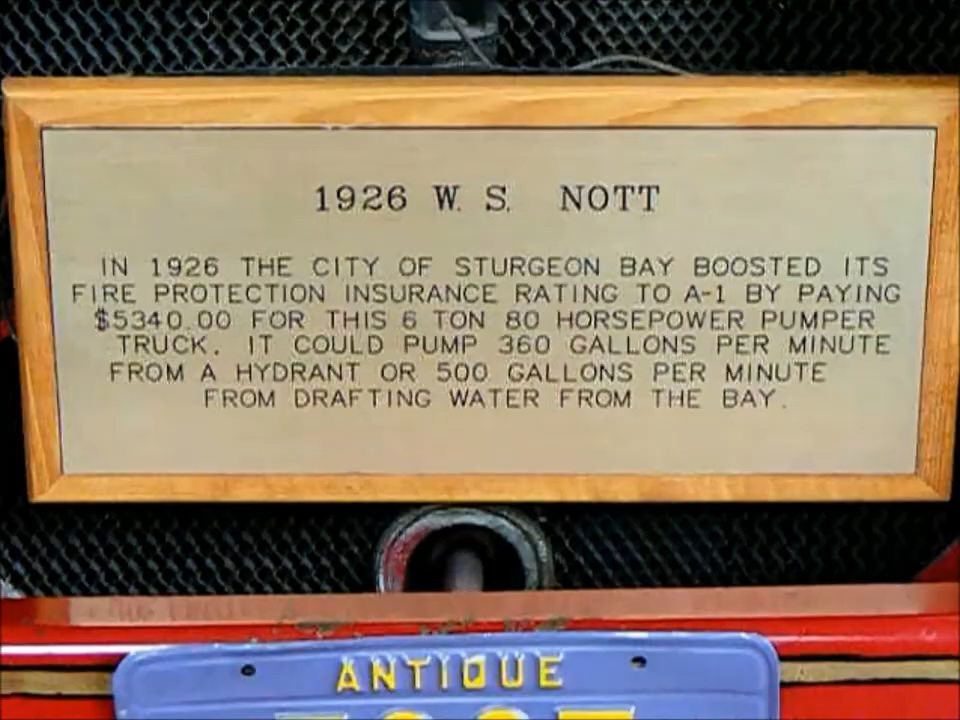 1926 W. S. NOTT
IN 1926 THE CITY OF STURGEON BAY BOOSTED ITS
FIRE PROTECTION INSURANCE RATING TO A-1 BY PAYING
$5340.00 FOR THIS 6 TON 80 HORSEPOWER PUMPER
TRUCK. IT COULD PUMP 360 GALLONS PER MINUTE
FROM A HYDRANT OR 500 GALLONS PER MINUTE
FROM DRAFTING WATER FROM THE BAY.
ANTIQUE